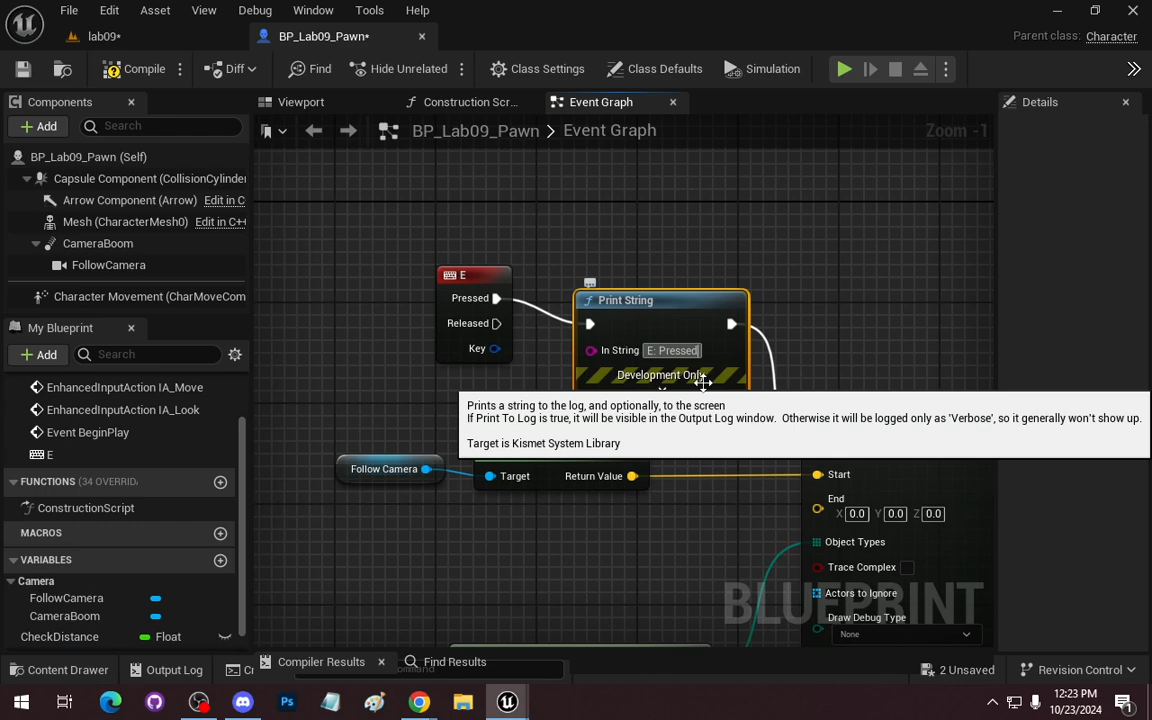 File Edit Asset View Debug Window Tools Help
lab09*
BP_Lab09_Pawn*
Parent class: Character
Compile
Diff
Find
Hide Unrelated
Class Settings
Class Defaults
Simulation
Components
Viewport
Construction Scr...
Event Graph
Details
Add
Search
BP_Lab09_Pawn > Event Graph
Zoom -1
BP_Lab09_Pawn (Self)
Capsule Component (CollisionCylinder
Arrow Component (Arrow) Edit in C
Mesh (CharacterMesh0) Edit in C++
CameraBoom
FollowCamera
Character Movement (CharMoveCom
My Blueprint
Add
Search
EnhancedInputAction IA_Move
EnhancedInputAction IA_Look
Event BeginPlay
E
FUNCTIONS (34 OVERRID
ConstructionScript
MACROS
VARIABLES
Camera
FollowCamera
CameraBoom
CheckDistance Float
E
Pressed
Released
Key
Print String
In String E: Pressed
Development Only
Prints a string to the log, and optionally, to the screen
If Print To Log is true, it will be visible in the Output Log window. Otherwise it will be logged only as 'Verbose', so it generally won't show up.
Target is Kismet System Library
Follow Camera
Target Return Value
Start
End
X 0.0 Y 0.0 Z 0.0
Object Types
Trace Complex
Actors to Ignore
Draw Debug Type
None
BLUEPRINT
Compiler Results
Find Results
Content Drawer
Output Log
2 Unsaved
Revision Control
Ps
12:23 PM
10/23/2024
1